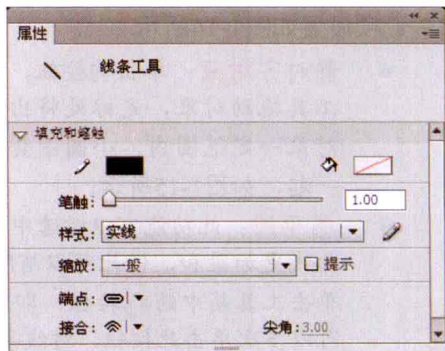 属性
线条工具
填充和笔触
笔触: 1.00
样式: 实线
缩放: 一般 提示
端点:
接合: 尖角: 3.00